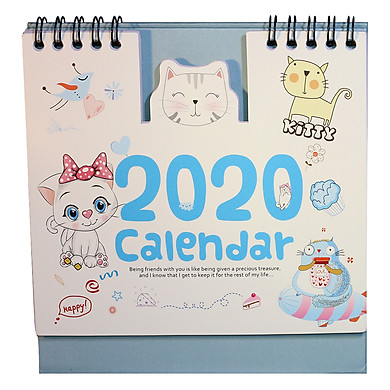 KiTTY
2020
Calendar
Being friends with you is like being given a precious treasure,
and I know that I get to keep it for the rest of my life...
happy!